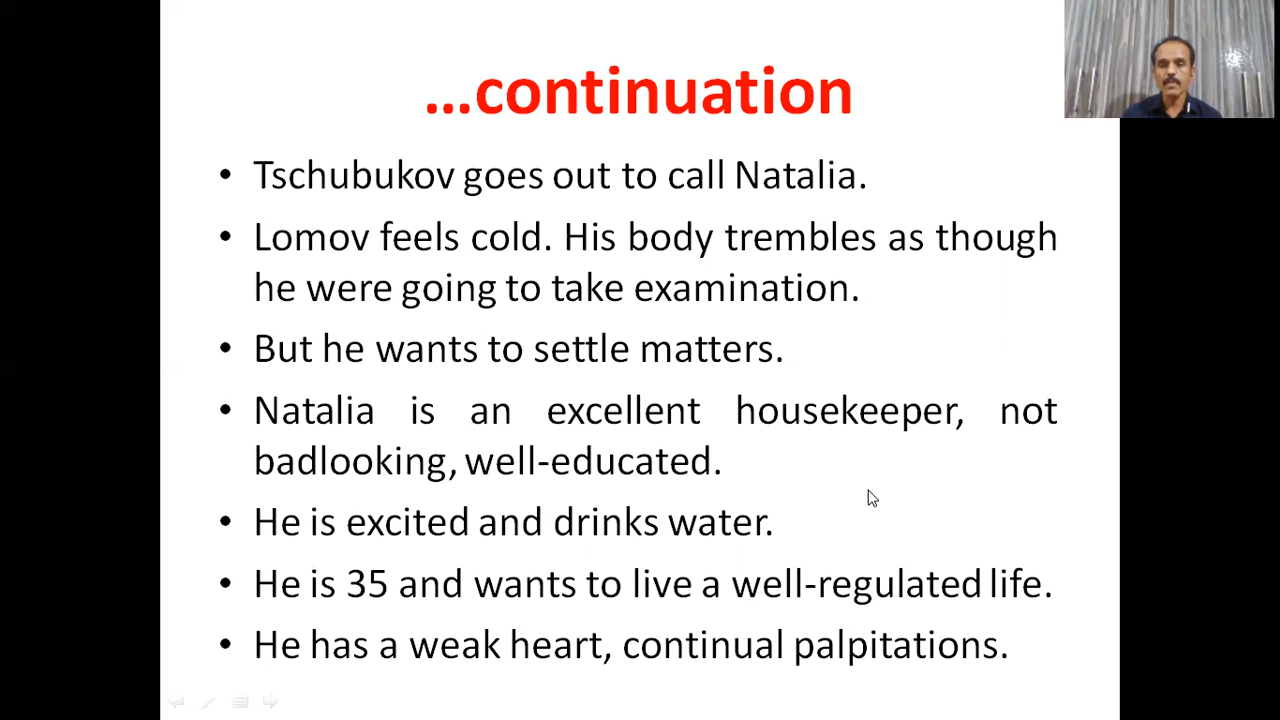 ...continuation
• Tschubukov goes out to call Natalia.
• Lomov feels cold. His body trembles as though
he were going to take examination.
• But he wants to settle matters.
• Natalia is an excellent housekeeper, not
badlooking, well-educated.
• He is excited and drinks water.
• He is 35 and wants to live a well-regulated life.
• He has a weak heart, continual palpitations.